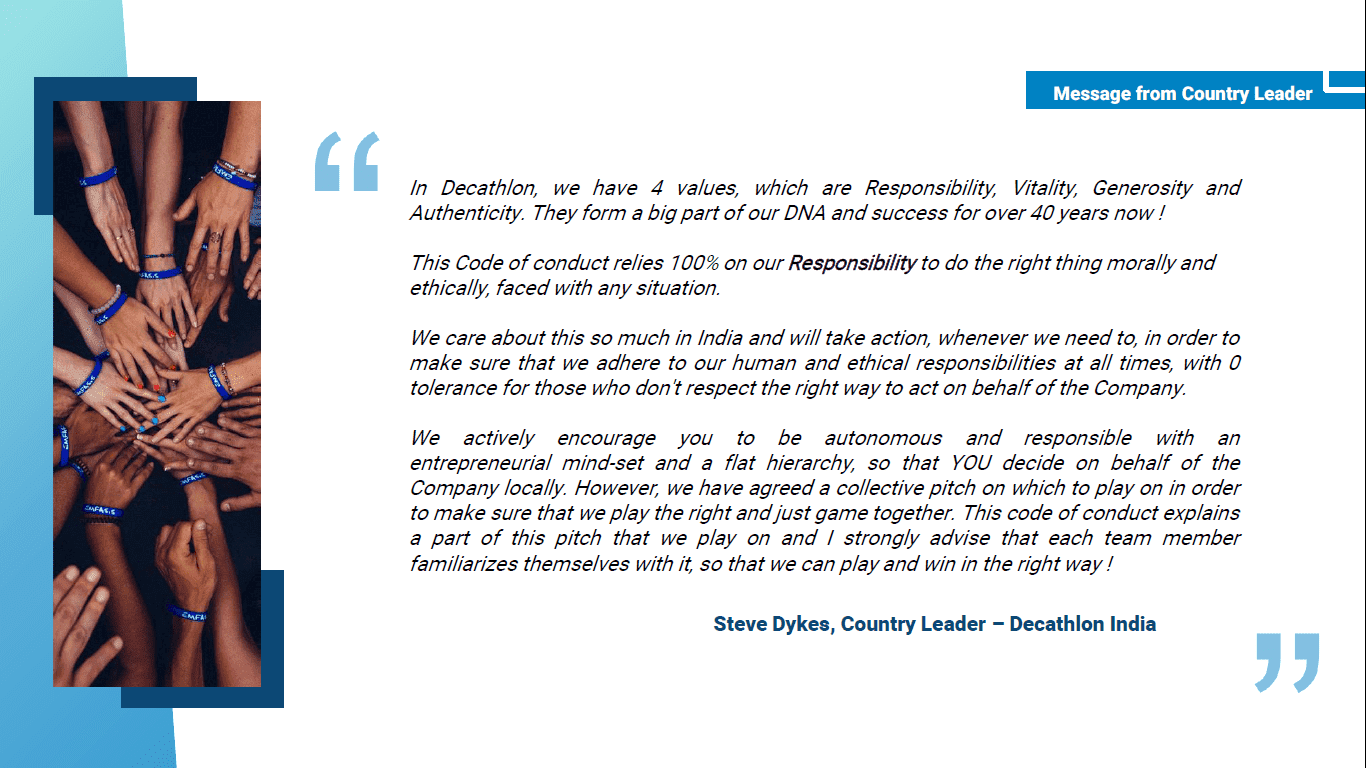 Message from Country Leader
“
In Decathlon, we have 4 values, which are Responsibility, Vitality, Generosity and
Authenticity. They form a big part of our DNA and success for over 40 years now !
This Code of conduct relies 100% on our Responsibility to do the right thing morally and
ethically, faced with any situation.
We care about this so much in India and will take action, whenever we need to, in order to
make sure that we adhere to our human and ethical responsibilities at all times, with 0
tolerance for those who don't respect the right way to act on behalf of the Company.
We actively encourage you to be autonomous and responsible with an
entrepreneurial mind-set and a flat hierarchy, so that YOU decide on behalf of the
Company locally. However, we have agreed a collective pitch on which to play on in order
to make sure that we play the right and just game together. This code of conduct explains
a part of this pitch that we play on and I strongly advise that each team member
familiarizes themselves with it, so that we can play and win in the right way !
Steve Dykes, Country Leader – Decathlon India
”